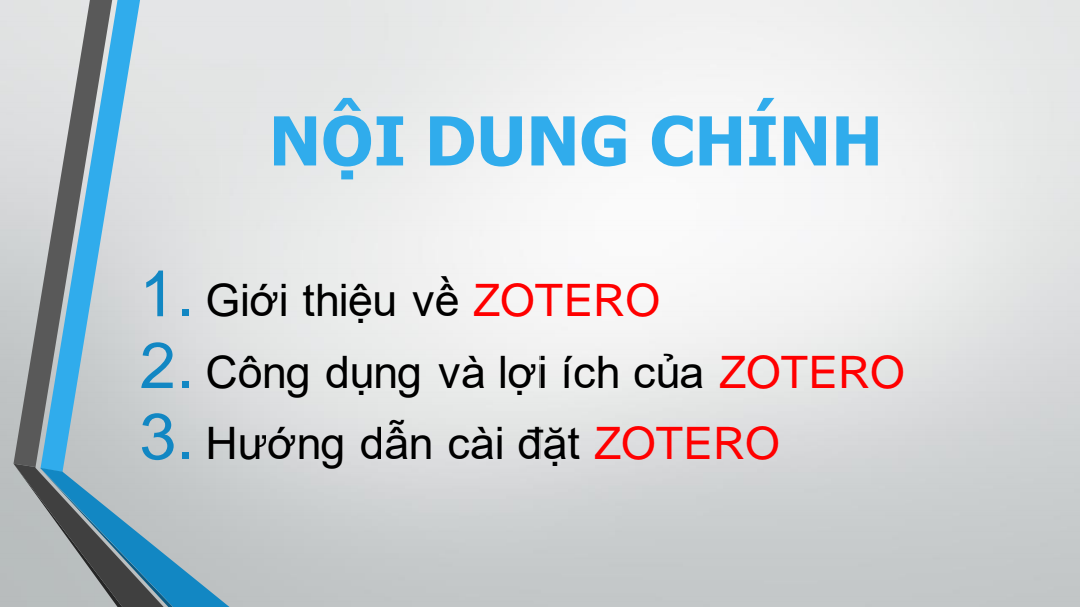 NỘI DUNG CHÍNH
1. Giới thiệu về ZOTERO
2. Công dụng và lợi ích của ZOTERO
3. Hướng dẫn cài đặt ZOTERO